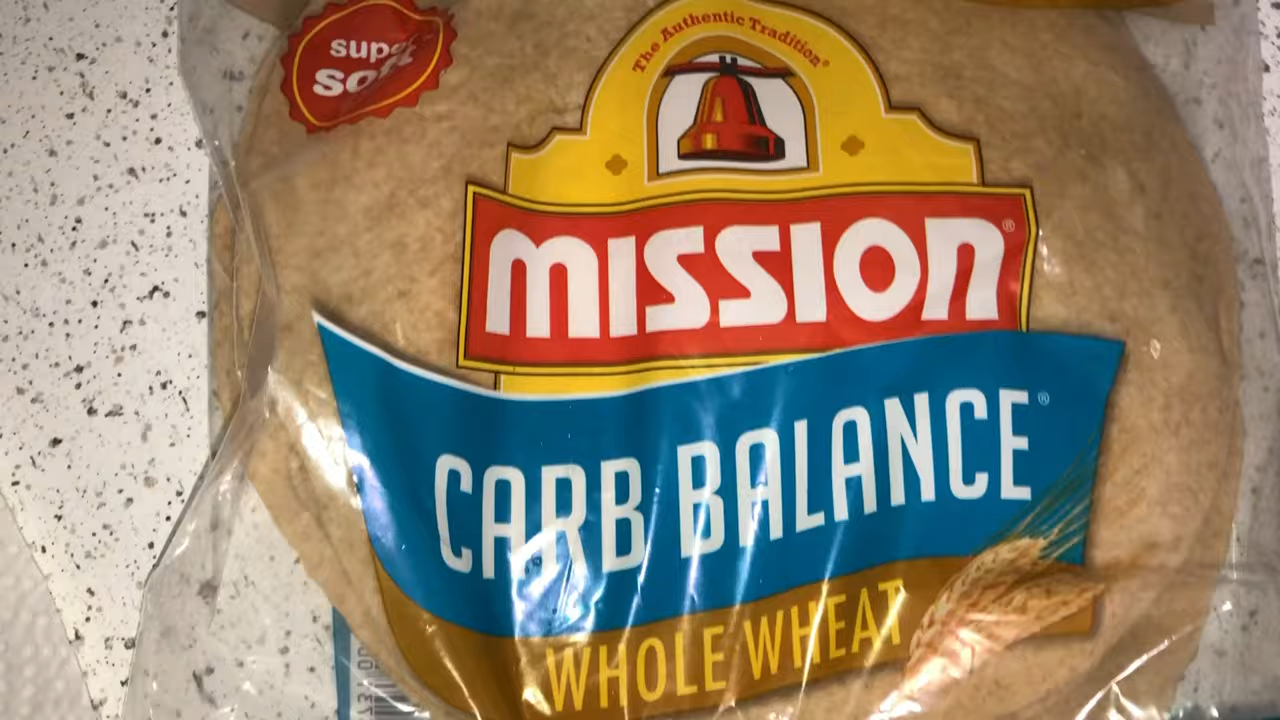 super
soft
The Authentic Tradition®
MISSION®
CARB BALANCE®
WHOLE WHEAT